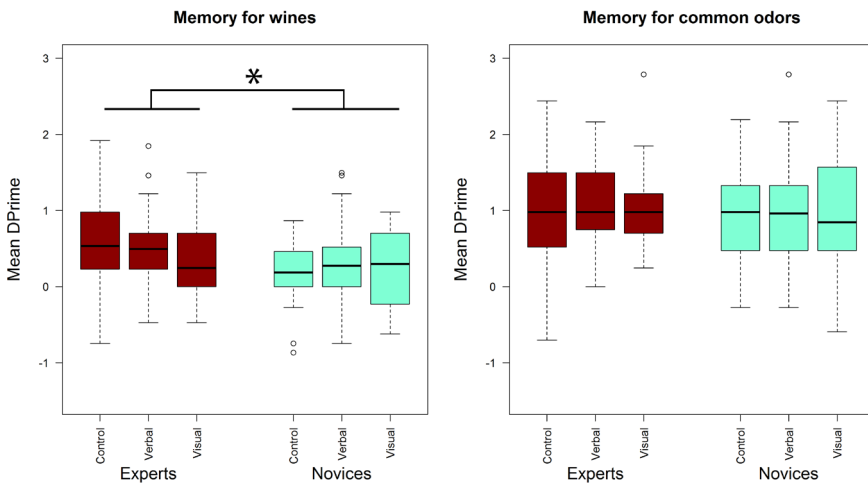 Memory for wines
Mean DPrime
3
2
1
0
-1
*
Control
Verbal
Visual
Control
Verbal
Visual
Experts
Novices
Memory for common odors
Mean DPrime
3
2
1
0
-1
Control
Verbal
Visual
Control
Verbal
Visual
Experts
Novices